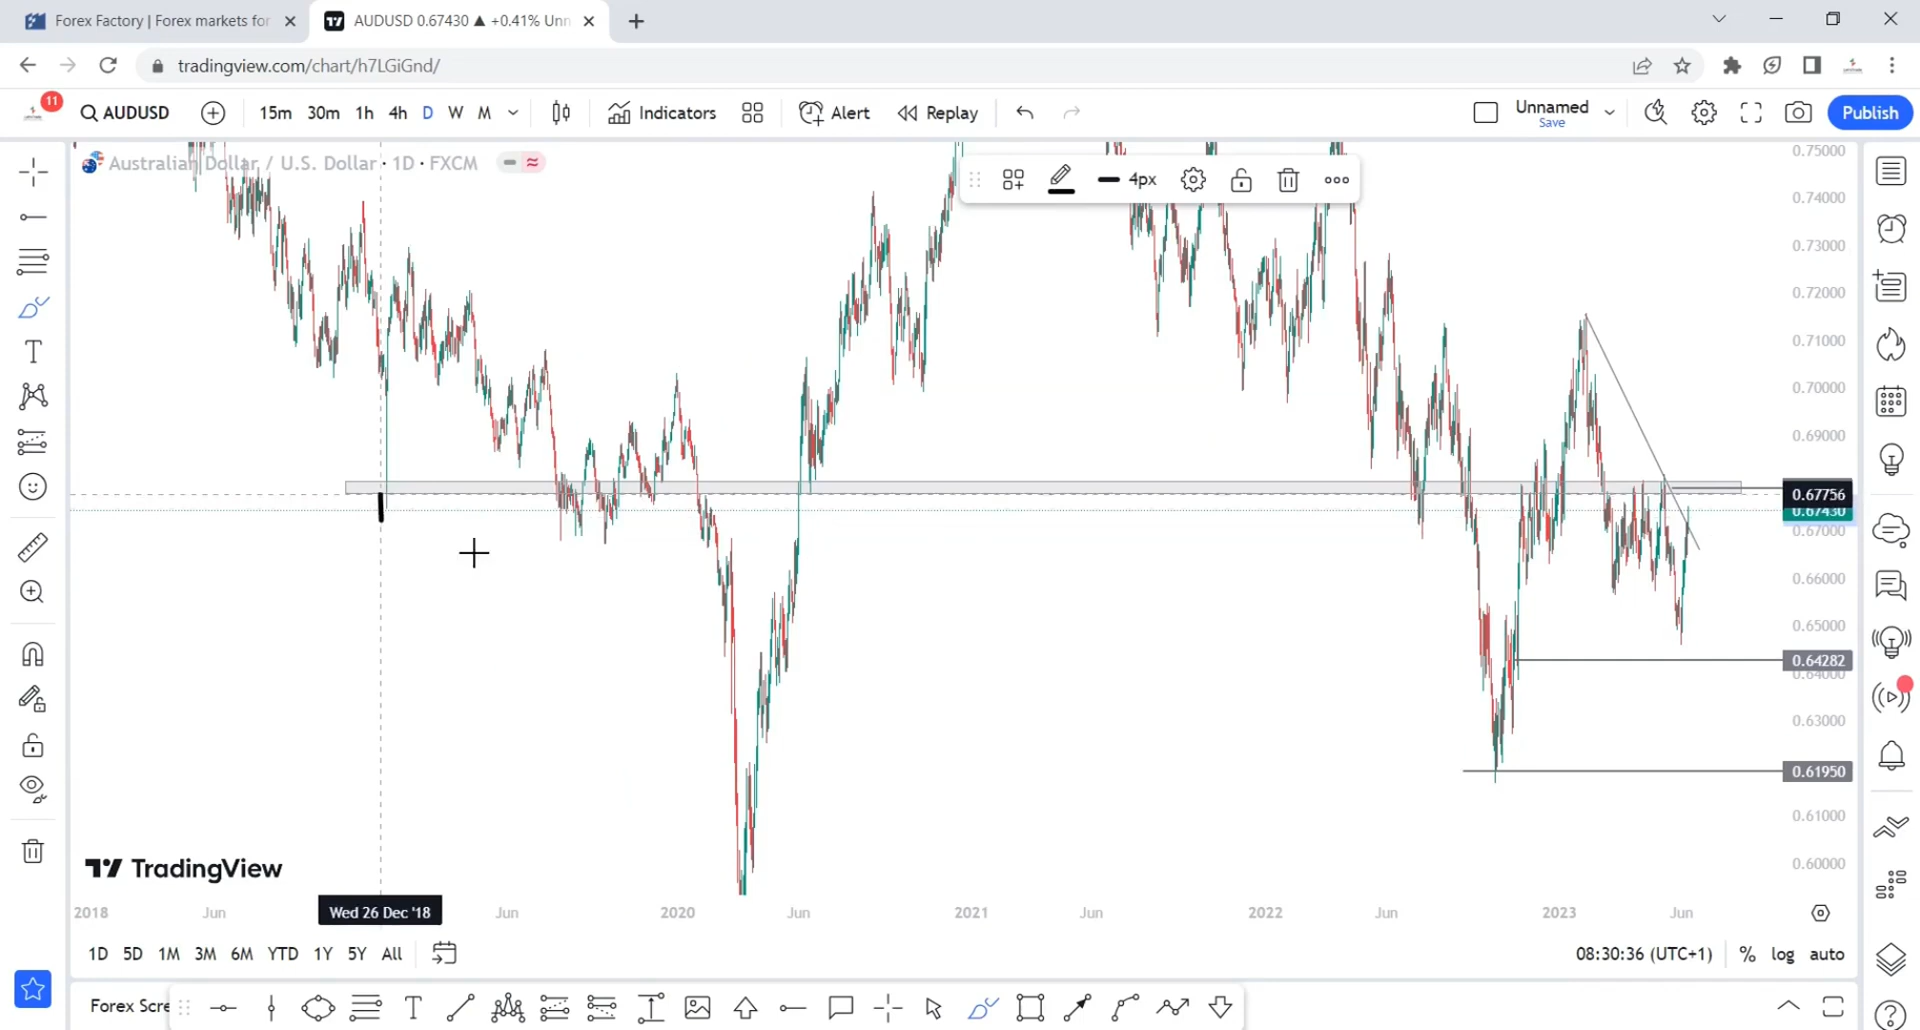 Forex Factory | Forex markets for
AUDUSD 0.67430 ▲ +0.41% Unn
tradingview.com/chart/h7LGiGnd/
11
AUDUSD
15m 30m 1h 4h D W M
Indicators
Alert
Replay
Unnamed
Save
Publish
Australian Dollar / U.S. Dollar · 1D · FXCM
4px
0.75000
0.74000
0.73000
0.72000
0.71000
0.70000
0.69000
0.67756
0.67430
0.67000
0.66000
0.65000
0.64282
0.64000
0.63000
0.61950
0.61000
0.60000
TradingView
2018 Jun Wed 26 Dec '18 Jun 2020 Jun 2021 Jun 2022 Jun 2023 Jun
1D 5D 1M 3M 6M YTD 1Y 5Y All
08:30:36 (UTC+1) % log auto
Forex Scre